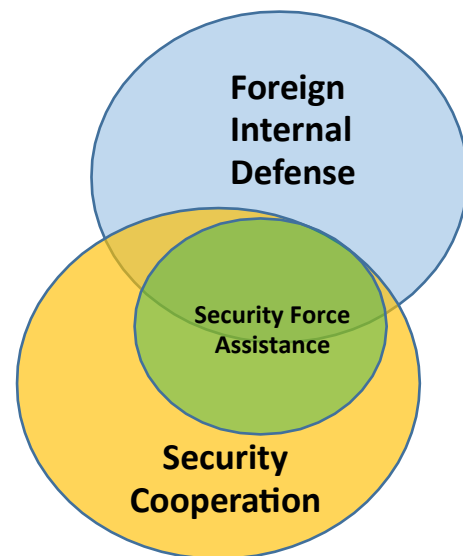 Foreign
Internal
Defense
Security Force
Assistance
Security
Cooperation